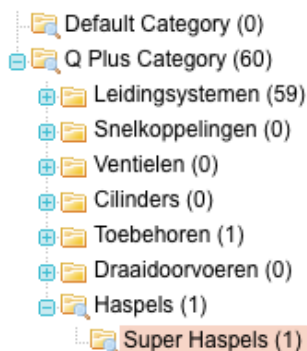 Default Category (0)
Q Plus Category (60)
Leidingsystemen (59)
Snelkoppelingen (0)
Ventielen (0)
Cilinders (0)
Toebehoren (1)
Draaidoorvoeren (0)
Haspels (1)
Super Haspels (1)